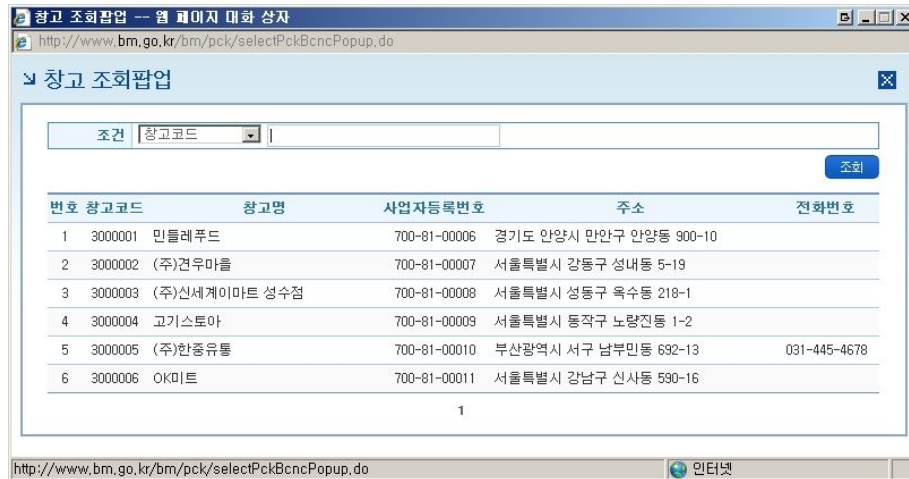 창고 조회팝업 -- 웹 페이지 대화 상자
http://www.bm.go.kr/bm/pck/selectPckBcncPopup.do
창고 조회팝업
조건 창고코드
조회
번호 창고코드 창고명 사업자등록번호 주소 전화번호
1 3000001 민들레푸드 700-81-00006 경기도 안양시 만안구 안양동 900-10
2 3000002 (주)견우마을 700-81-00007 서울특별시 강동구 성내동 5-19
3 3000003 (주)신세계이마트 성수점 700-81-00008 서울특별시 성동구 옥수동 218-1
4 3000004 고기스토아 700-81-00009 서울특별시 동작구 노량진동 1-2
5 3000005 (주)한중유통 700-81-00010 부산광역시 서구 남부민동 692-13 031-445-4678
6 3000006 OK미트 700-81-00011 서울특별시 강남구 신사동 590-16
1
http://www.bm.go.kr/bm/pck/selectPckBcncPopup.do 인터넷